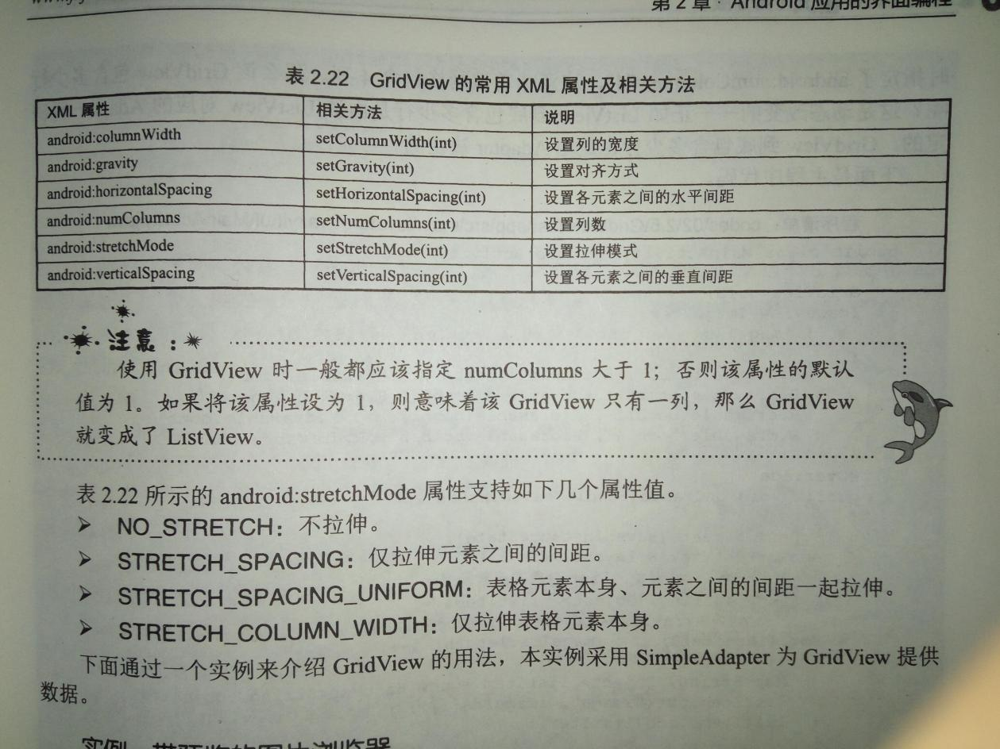 第 2 章 · Android 应用的界面编程
表 2.22 GridView 的常用 XML 属性及相关方法
XML 属性 相关方法 说明
android:columnWidth setColumnWidth(int) 设置列的宽度
android:gravity setGravity(int) 设置对齐方式
android:horizontalSpacing setHorizontalSpacing(int) 设置各元素之间的水平间距
android:numColumns setNumColumns(int) 设置列数
android:stretchMode setStretchMode(int) 设置拉伸模式
android:verticalSpacing setVerticalSpacing(int) 设置各元素之间的垂直间距
注意：
使用 GridView 时一般都应该指定 numColumns 大于 1；否则该属性的默认
值为 1。如果将该属性设为 1，则意味着该 GridView 只有一列，那么 GridView
就变成了 ListView。
表 2.22 所示的 android:stretchMode 属性支持如下几个属性值。
➢ NO_STRETCH：不拉伸。
➢ STRETCH_SPACING：仅拉伸元素之间的间距。
➢ STRETCH_SPACING_UNIFORM：表格元素本身、元素之间的间距一起拉伸。
➢ STRETCH_COLUMN_WIDTH：仅拉伸表格元素本身。
下面通过一个实例来介绍 GridView 的用法，本实例采用 SimpleAdapter 为 GridView 提供
数据。
实例：带预览的图片浏览器